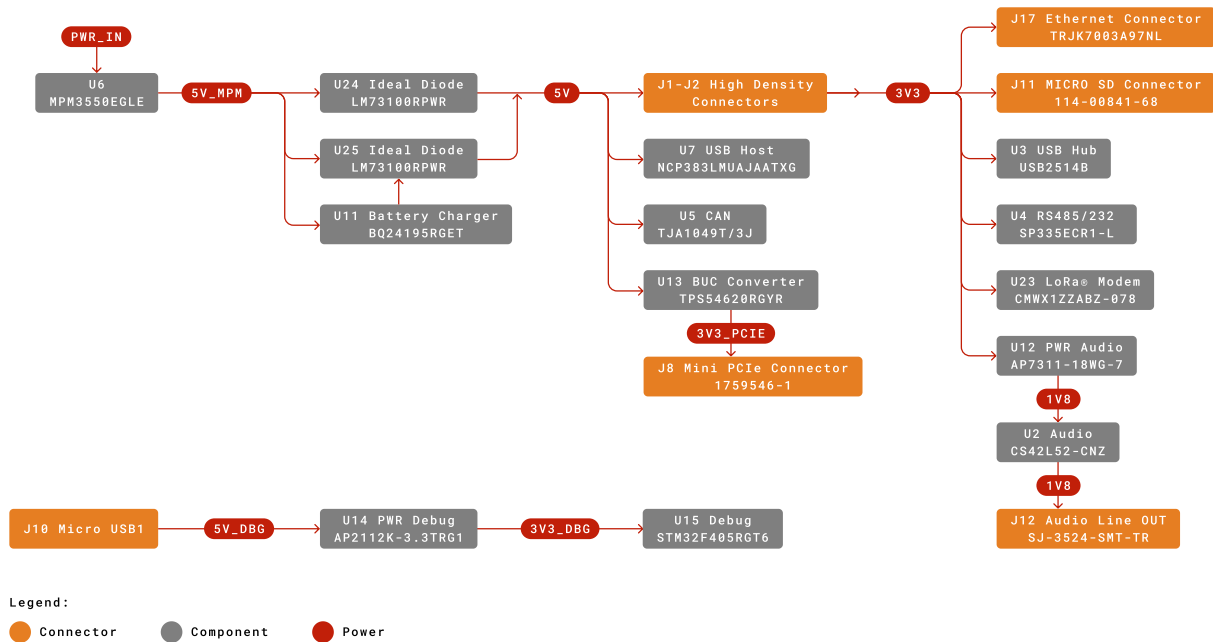 PWR_IN
U6
MPM3550EGLE
5V_MPM
U24 Ideal Diode
LM73100RPWR
U25 Ideal Diode
LM73100RPWR
U11 Battery Charger
BQ24195RGET
5V
J1-J2 High Density
Connectors
U7 USB Host
NCP383LMUAJAATXG
U5 CAN
TJA1049T/3J
U13 BUC Converter
TPS54620RGYR
3V3_PCIE
J8 Mini PCIe Connector
1759546-1
3V3
J17 Ethernet Connector
TRJK7003A97NL
J11 MICRO SD Connector
114-00841-68
U3 USB Hub
USB2514B
U4 RS485/232
SP335ECR1-L
U23 LoRa® Modem
CMWX1ZZABZ-078
U12 PWR Audio
AP7311-18WG-7
1V8
U2 Audio
CS42L52-CNZ
1V8
J12 Audio Line OUT
SJ-3524-SMT-TR
J10 Micro USB1
5V_DBG
U14 PWR Debug
AP2112K-3.3TRG1
3V3_DBG
U15 Debug
STM32F405RGT6
Legend:
Connector
Component
Power